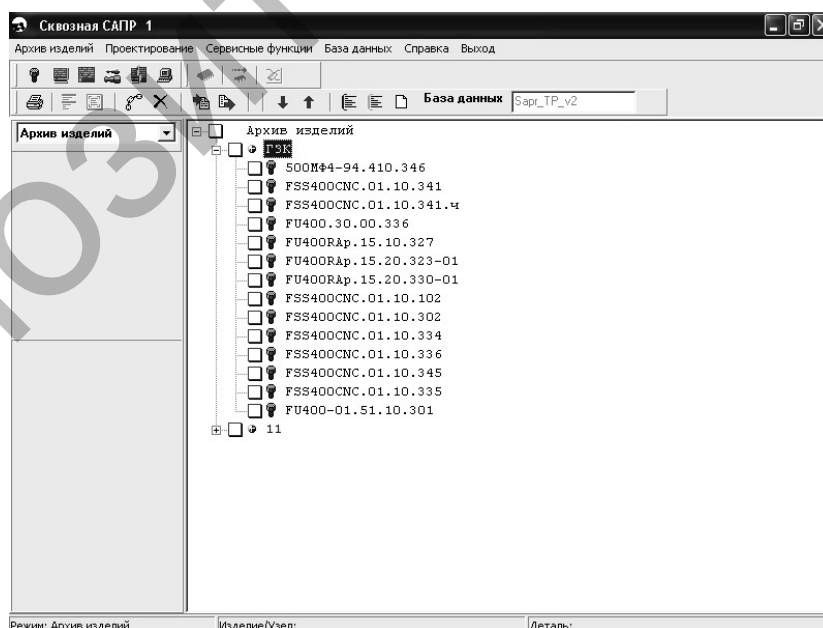 Сквозная САПР 1
Архив изделий Проектирование Сервисные функции База данных Справка Выход
База данных Sapr_TP_v2
Архив изделий
Архив изделий
ГЗК
500МФ4-94.410.346
FSS400CNC.01.10.341
FSS400CNC.01.10.341.ч
FU400.30.00.336
FU400RAp.15.10.327
FU400RAp.15.20.323-01
FU400RAp.15.20.330-01
FSS400CNC.01.10.102
FSS400CNC.01.10.302
FSS400CNC.01.10.334
FSS400CNC.01.10.336
FSS400CNC.01.10.345
FSS400CNC.01.10.335
FU400-01.51.10.301
11
Режим: Архив изделий Изделие/Узел: Деталь:
ПОЗИТ